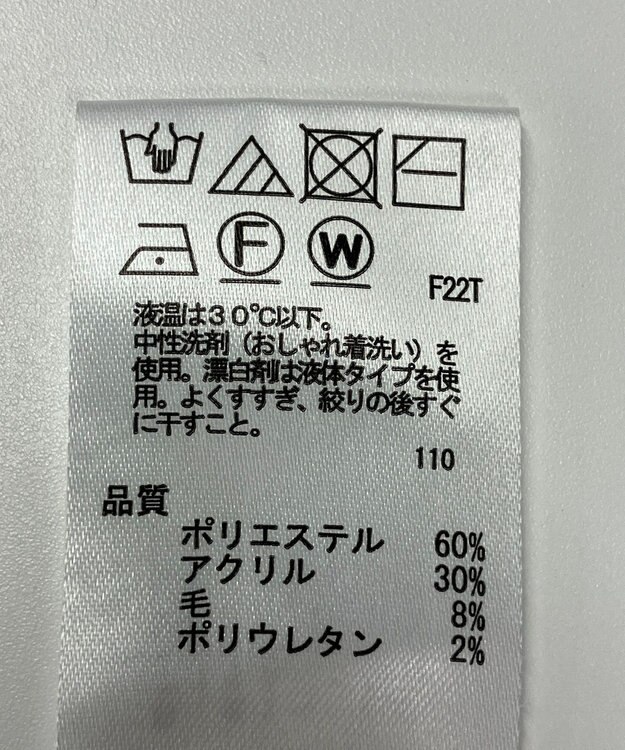 F W
F22T
液温は３０℃以下。
中性洗剤（おしゃれ着洗い）を
使用。漂白剤は液体タイプを使
用。よくすすぎ、絞りの後すぐ
に干すこと。
110
品質
ポリエステル 60%
アクリル 30%
毛 8%
ポリウレタン 2%